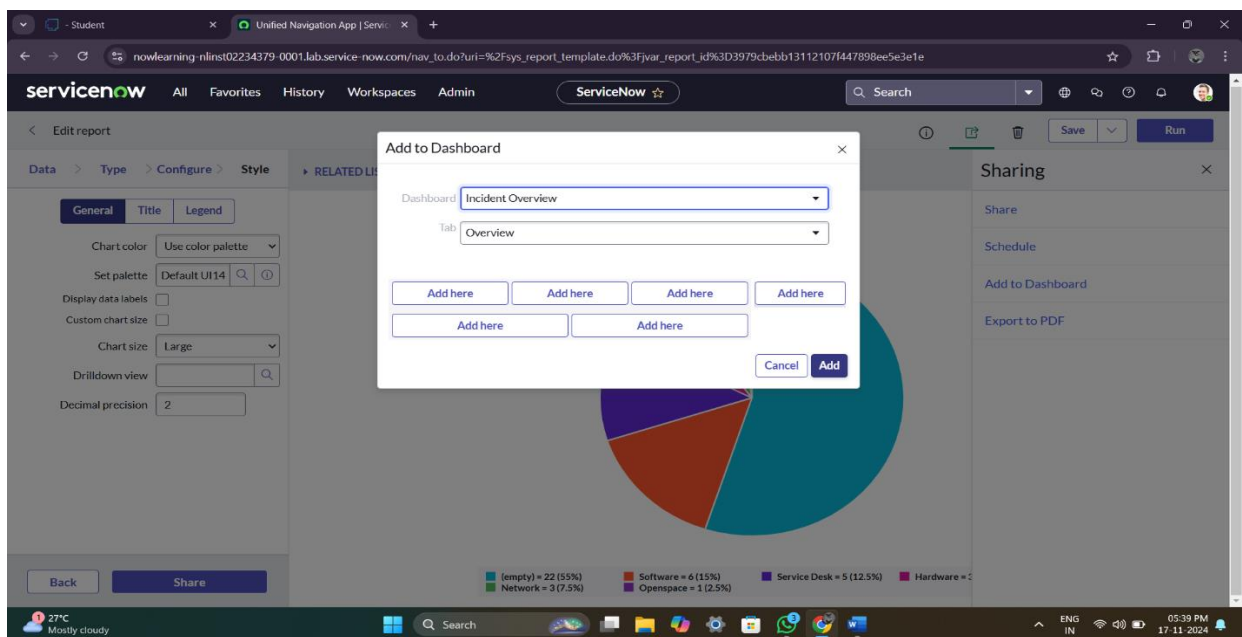 - Student
Unified Navigation App | Servic
nowlearning-nlinst02234379-0001.lab.service-now.com/nav_to.do?uri=%2Fsys_report_template.do%3Fjvar_report_id%3D3979cbebb13112107f447898ee5e3e1e
servicenow All Favorites History Workspaces Admin ServiceNow Search
Edit report Save Run
Add to Dashboard
Data Type Configure Style RELATED LIS Sharing
Dashboard Incident Overview
Tab Overview
General Title Legend Share
Chart color Use color palette Schedule
Set palette Default UI14 Add to Dashboard
Add here Add here Add here Add here
Display data labels
Custom chart size Export to PDF
Add here Add here
Chart size Large
Cancel Add
Drilldown view
Decimal precision 2
Back Share
(empty) = 22 (55%) Software = 6 (15%) Service Desk = 5 (12.5%) Hardware =
Network = 3 (7.5%) Openspace = 1 (2.5%)
1 27°C
Mostly cloudy
Search
ENG
IN
05:39 PM
17-11-2024